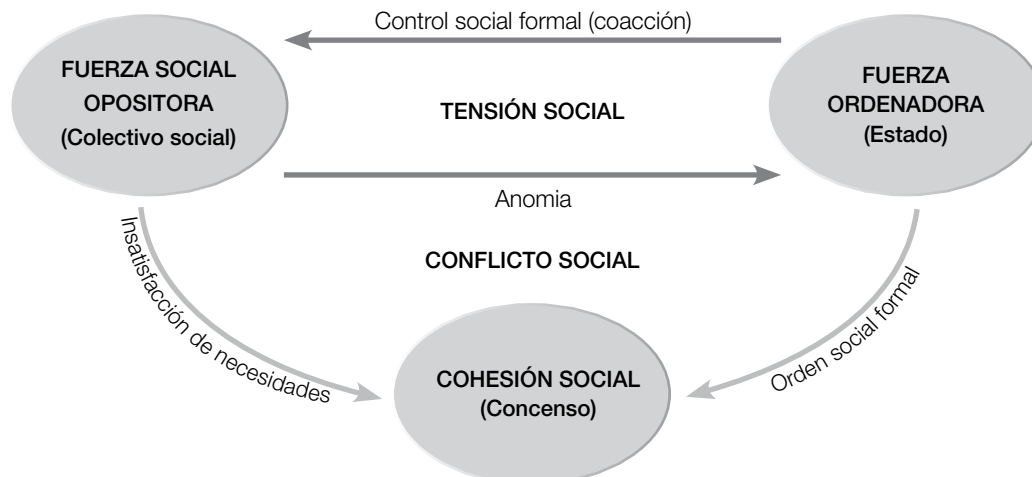 Control social formal (coacción)
FUERZA SOCIAL
OPOSITORA
(Colectivo social)
TENSIÓN SOCIAL
FUERZA
ORDENADORA
(Estado)
Anomia
Insatisfacción de necesidades
CONFLICTO SOCIAL
Orden social formal
COHESIÓN SOCIAL
(Concenso)